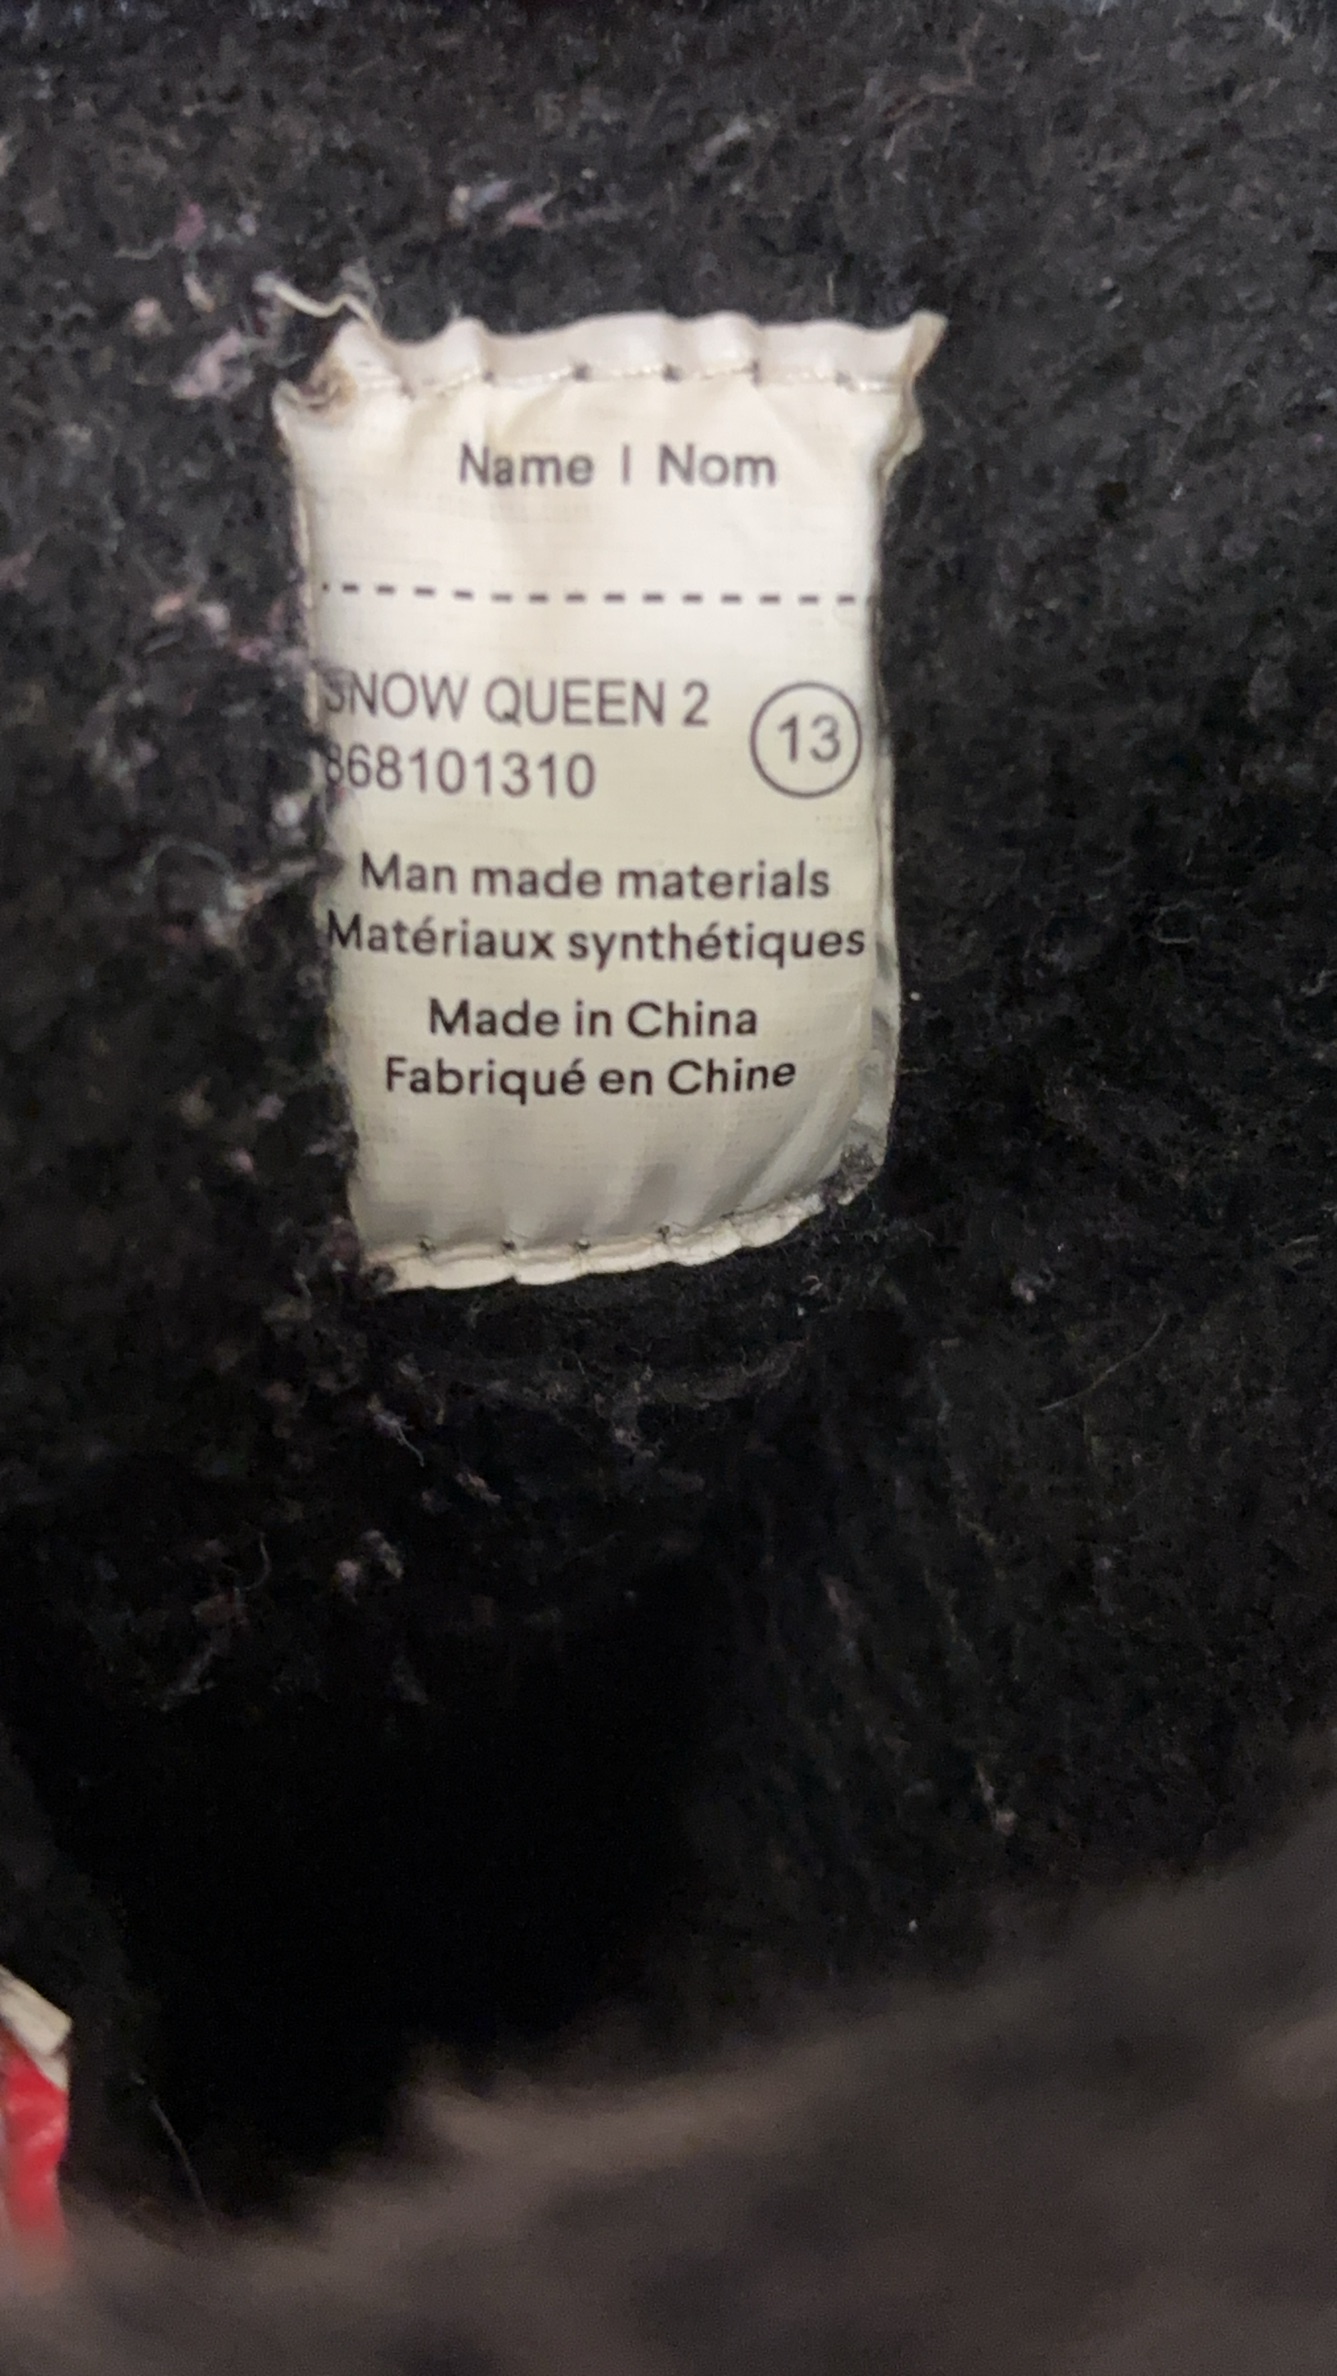 Name | Nom
SNOW QUEEN 2
13
868101310
Man made materials
Matériaux synthétiques
Made in China
Fabriqué en Chine